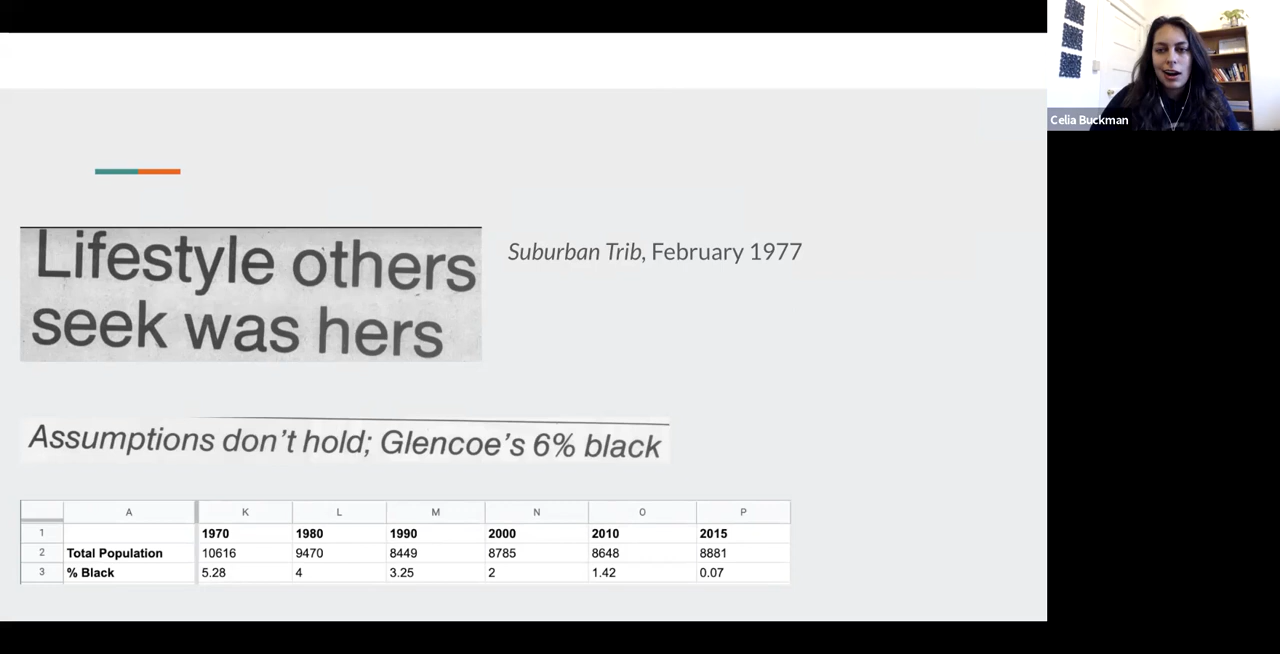 Celia Buckman
Lifestyle others
seek was hers
Suburban Trib, February 1977
Assumptions don't hold; Glencoe's 6% black
A K L M N O P
1 1970 1980 1990 2000 2010 2015
2 Total Population 10616 9470 8449 8785 8648 8881
3 % Black 5.28 4 3.25 2 1.42 0.07